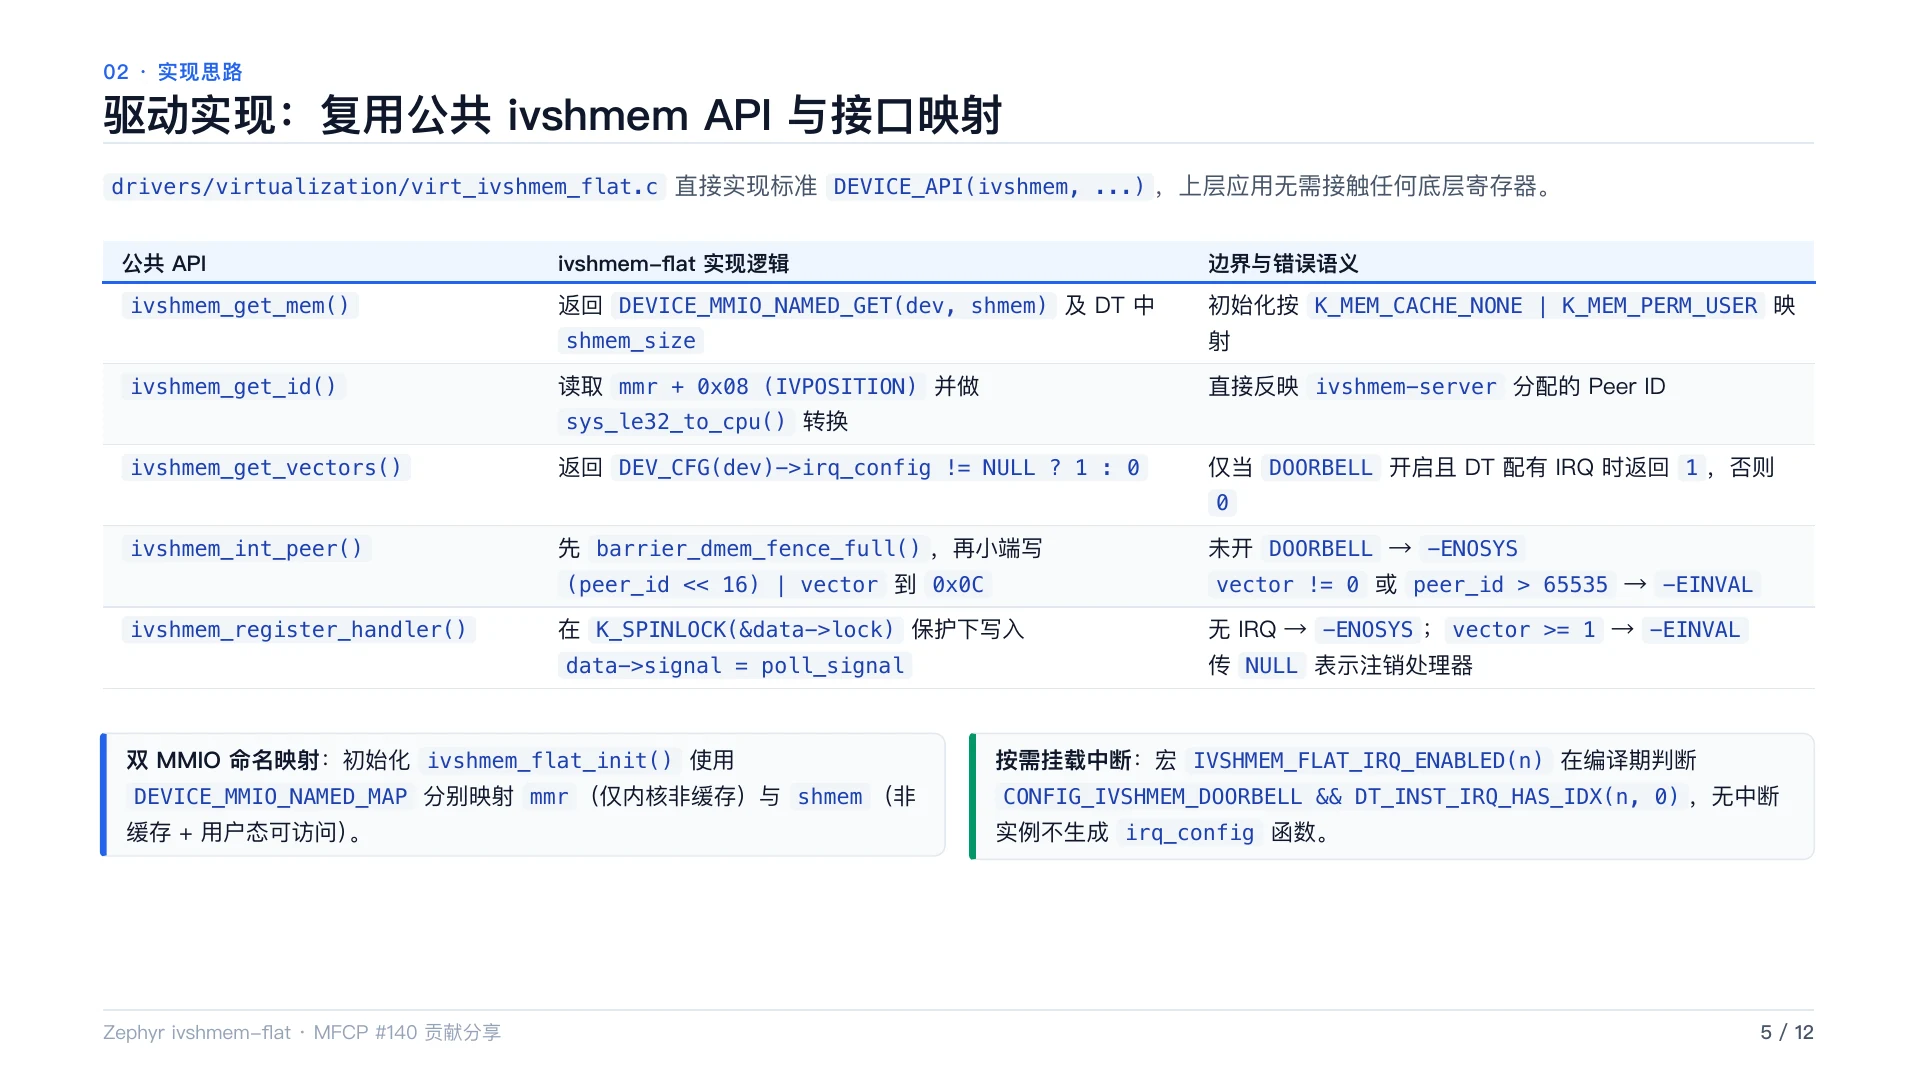 02 · 实现思路
驱动实现：复用公共 ivshmem API 与接口映射
drivers/virtualization/virt_ivshmem_flat.c 直接实现标准 DEVICE_API(ivshmem, ...)，上层应用无需接触任何底层寄存器。
公共 API	ivshmem-flat 实现逻辑	边界与错误语义
ivshmem_get_mem()	返回 DEVICE_MMIO_NAMED_GET(dev, shmem) 及 DT 中	初始化按 K_MEM_CACHE_NONE | K_MEM_PERM_USER 映
shmem_size	射
ivshmem_get_id()	读取 mmr + 0x08 (IVPOSITION) 并做	直接反映 ivshmem-server 分配的 Peer ID
sys_le32_to_cpu() 转换
ivshmem_get_vectors()	返回 DEV_CFG(dev)->irq_config != NULL ? 1 : 0	仅当 DOORBELL 开启且 DT 配有 IRQ 时返回 1，否则
0
ivshmem_int_peer()	先 barrier_dmem_fence_full()，再小端写	未开 DOORBELL → -ENOSYS
(peer_id << 16) | vector 到 0x0C	vector != 0 或 peer_id > 65535 → -EINVAL
ivshmem_register_handler()	在 K_SPINLOCK(&data->lock) 保护下写入	无 IRQ → -ENOSYS；vector >= 1 → -EINVAL
data->signal = poll_signal	传 NULL 表示注销处理器
双 MMIO 命名映射：初始化 ivshmem_flat_init() 使用
DEVICE_MMIO_NAMED_MAP 分别映射 mmr（仅内核非缓存）与 shmem（非
缓存 + 用户态可访问）。
按需挂载中断：宏 IVSHMEM_FLAT_IRQ_ENABLED(n) 在编译期判断
CONFIG_IVSHMEM_DOORBELL && DT_INST_IRQ_HAS_IDX(n, 0)，无中断
实例不生成 irq_config 函数。
Zephyr ivshmem-flat · MFCP #140 贡献分享	5 / 12